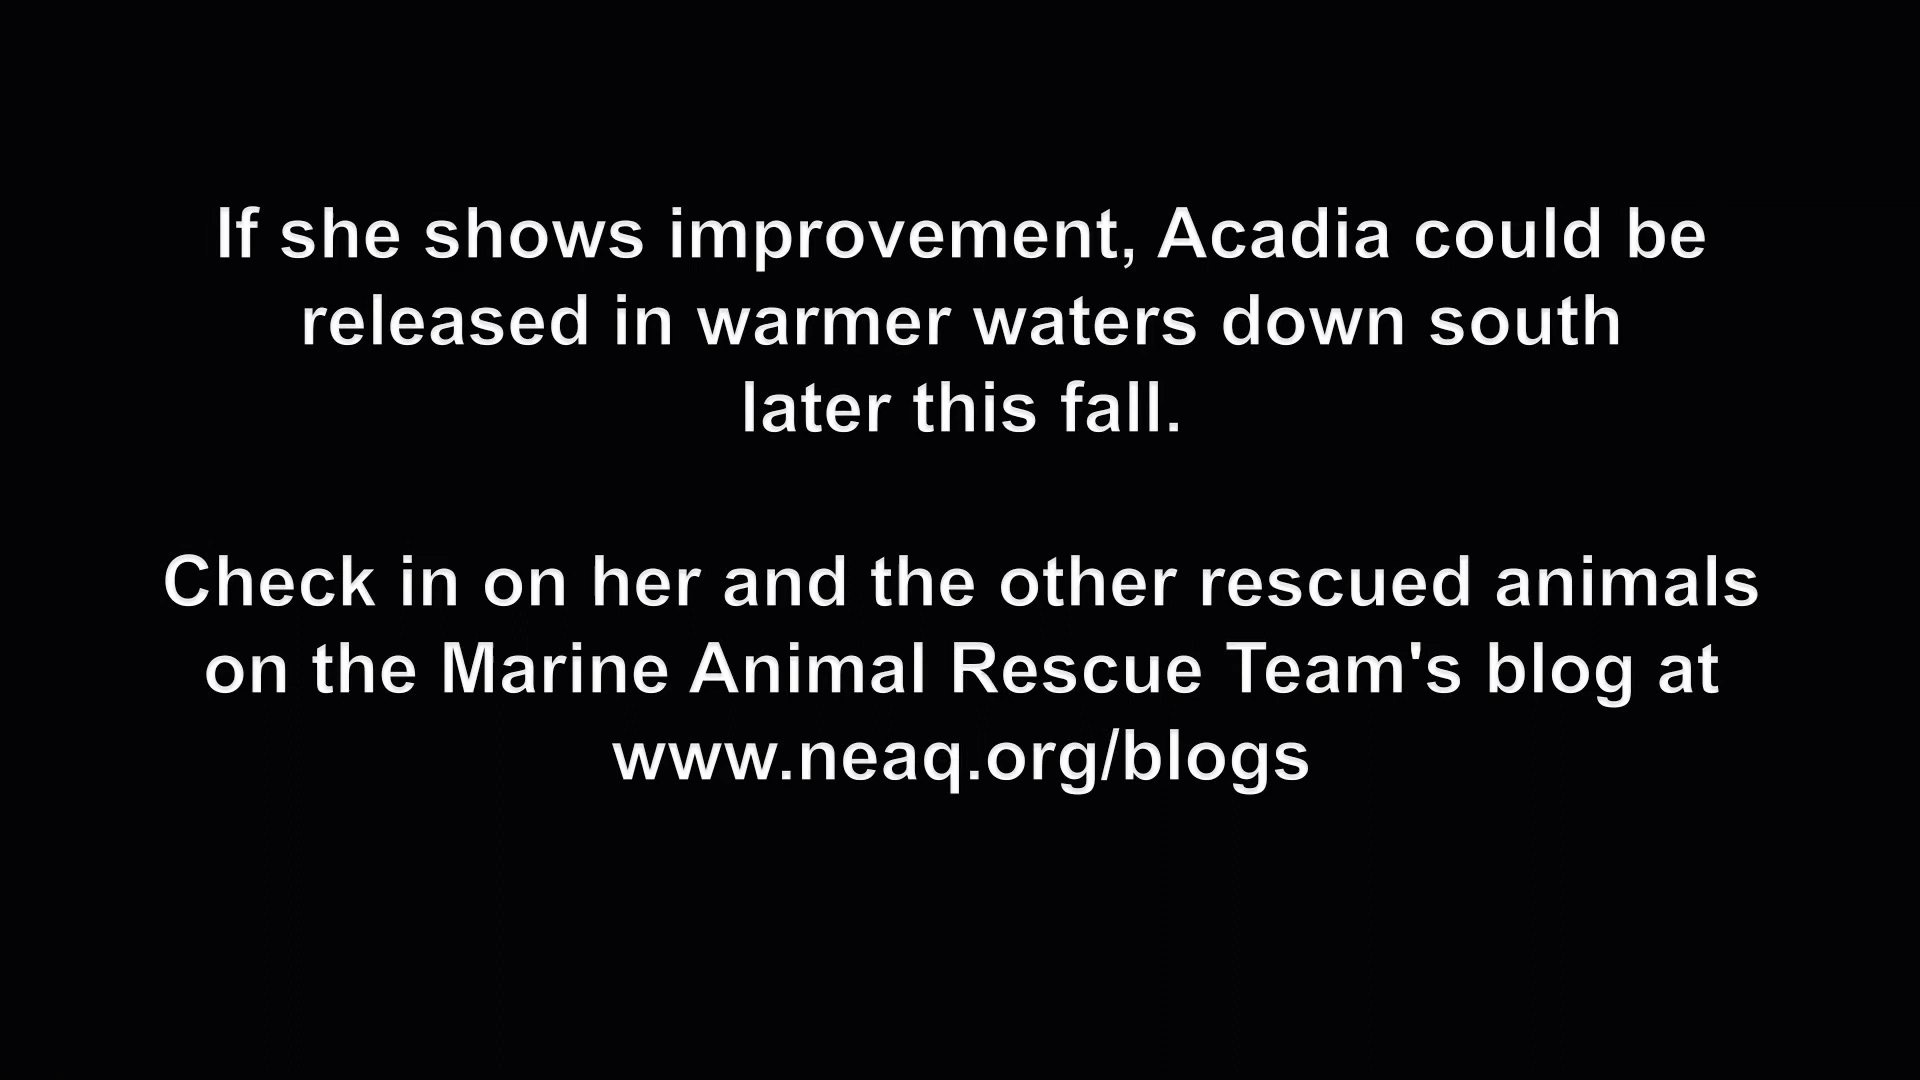 If she shows improvement, Acadia could be
released in warmer waters down south
later this fall.
Check in on her and the other rescued animals
on the Marine Animal Rescue Team's blog at
www.neaq.org/blogs